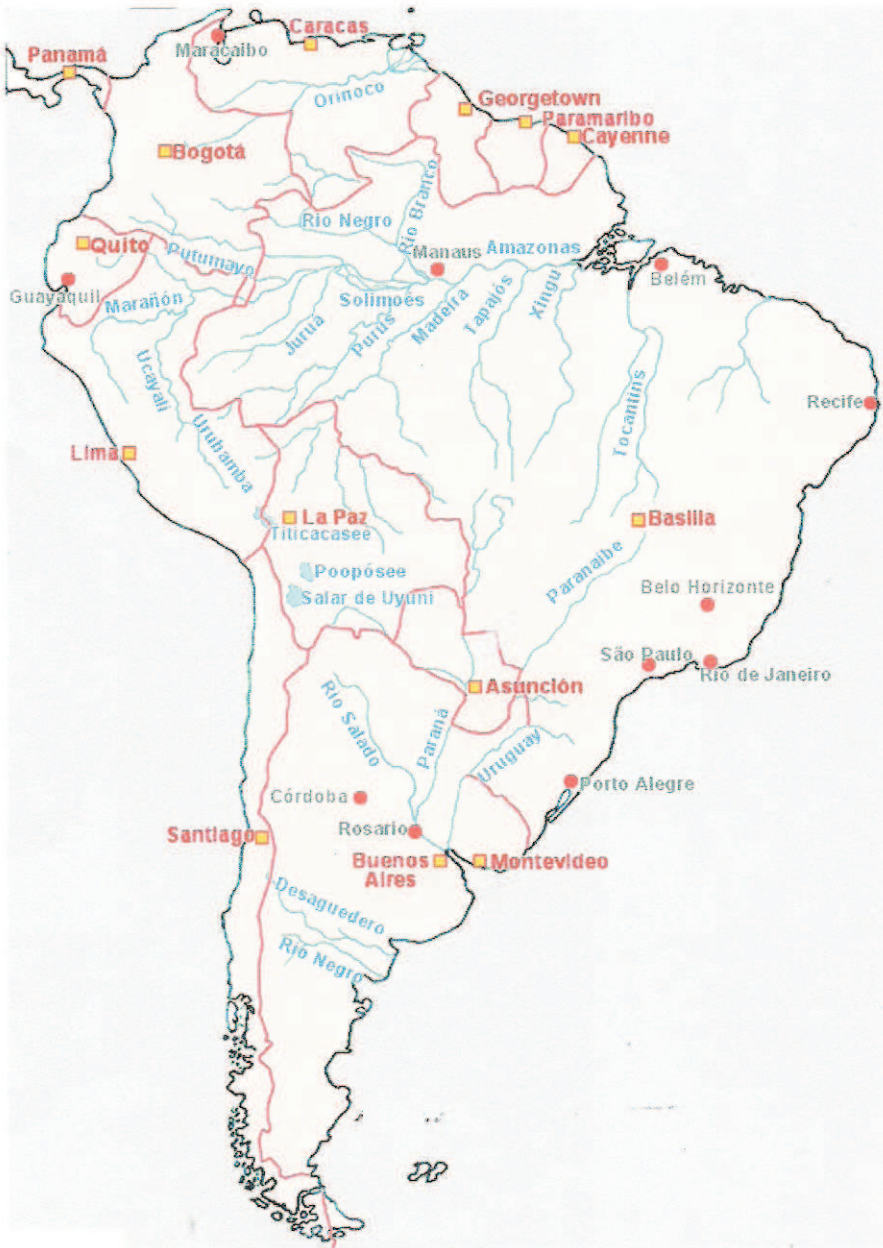 Caracas
Maracaibo
Panamá
Orinoco
Georgetown
Paramaribo
Cayenne
Bogotá
Rio Branco
Rio Negro
Quito
Putumayo
Manaus
Amazonas
Belém
Guayaquil
Marañón
Solimoés
Juruá
Purus
Madeira
Tapajós
Xingu
Ucayali
Urubamba
Tocantins
Recife
Lima
La Paz
Titicacasee
Basilia
Poopósee
Salar de Uyuni
Paranaibe
Belo Horizonte
São Paulo
Rio de Janeiro
Asunción
Rio Salado
Paraná
Uruguay
Porto Alegre
Córdoba
Rosario
Santiago
Buenos
Aires
Montevideo
Desaguedero
Rio Negro